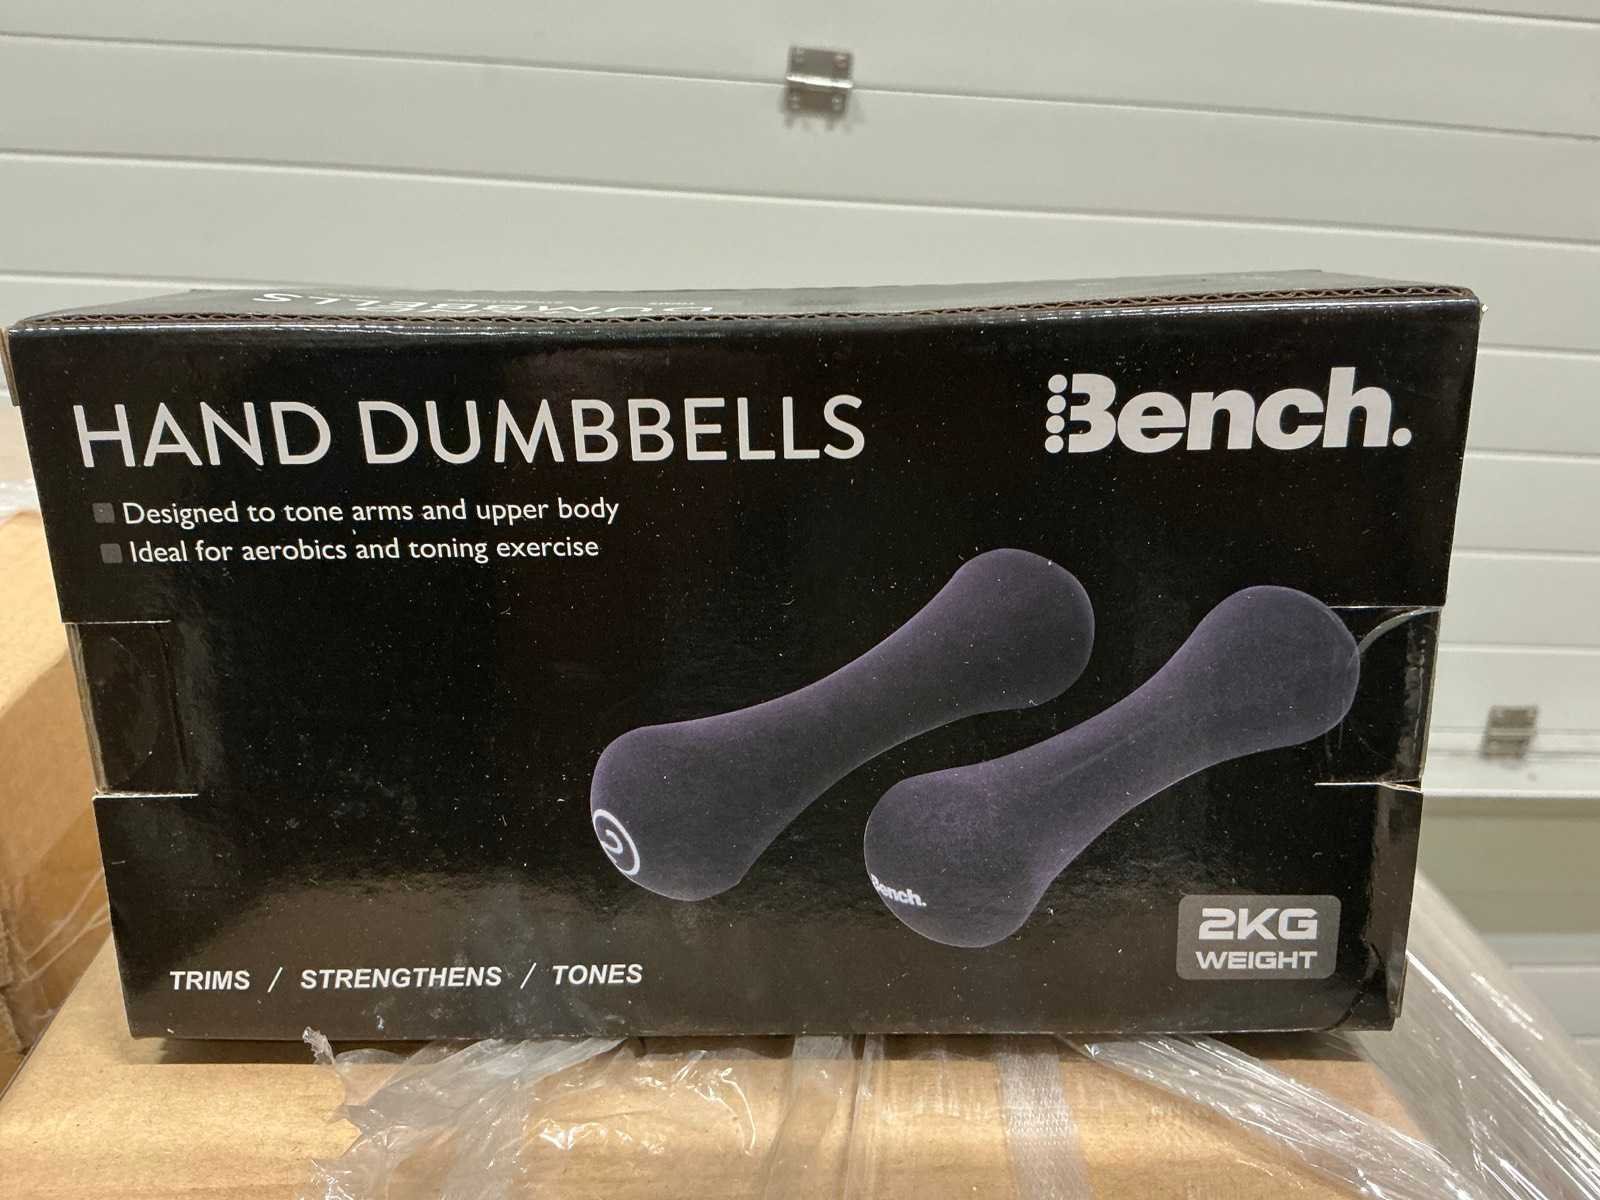 DUMBBELLS
HAND DUMBBELLS
Bench.
Designed to tone arms and upper body
Ideal for aerobics and toning exercise
Bench.
2KG
WEIGHT
TRIMS / STRENGTHENS / TONES